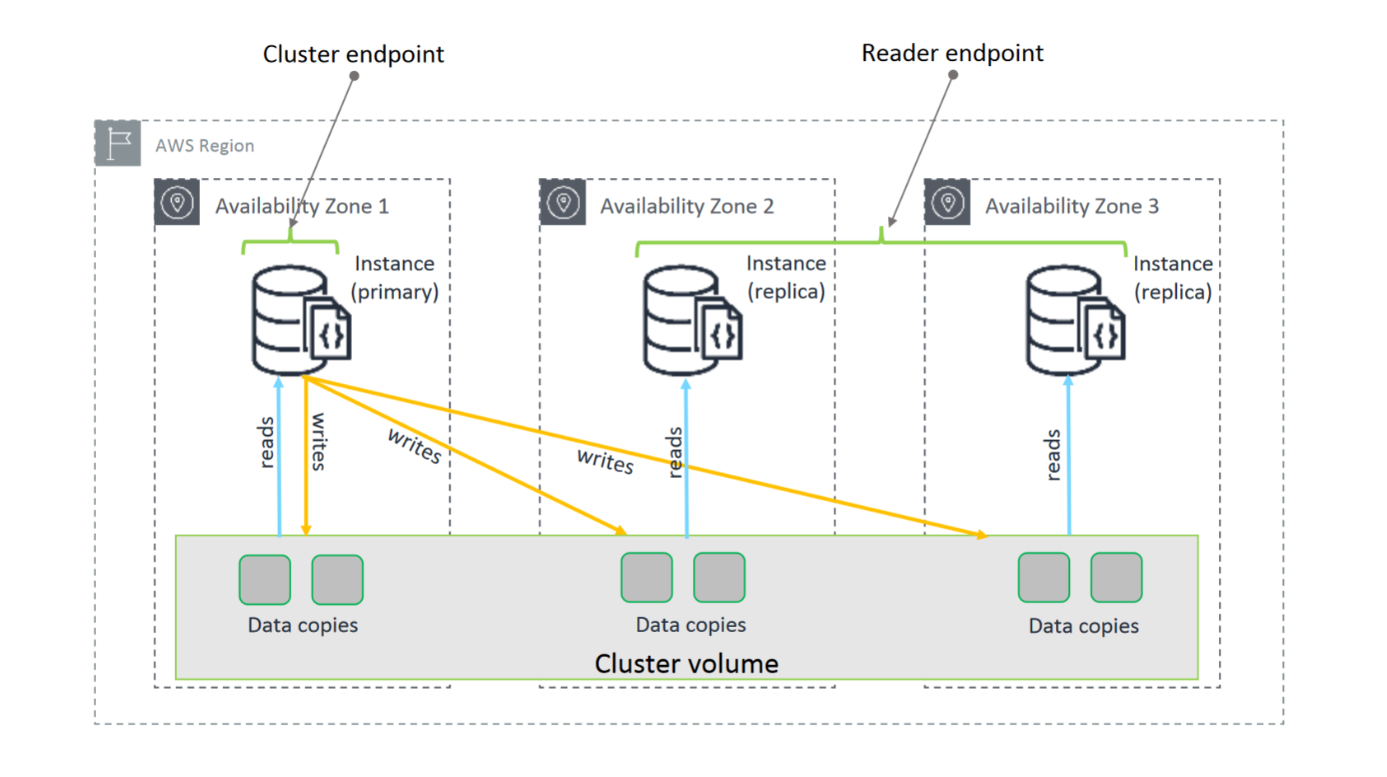 Cluster endpoint
Reader endpoint
AWS Region
Availability Zone 1
Availability Zone 2
Availability Zone 3
Instance
(primary)
Instance
(replica)
Instance
(replica)
{}
{}
{}
reads
writes
writes
writes
reads
reads
Data copies
Data copies
Data copies
Cluster volume